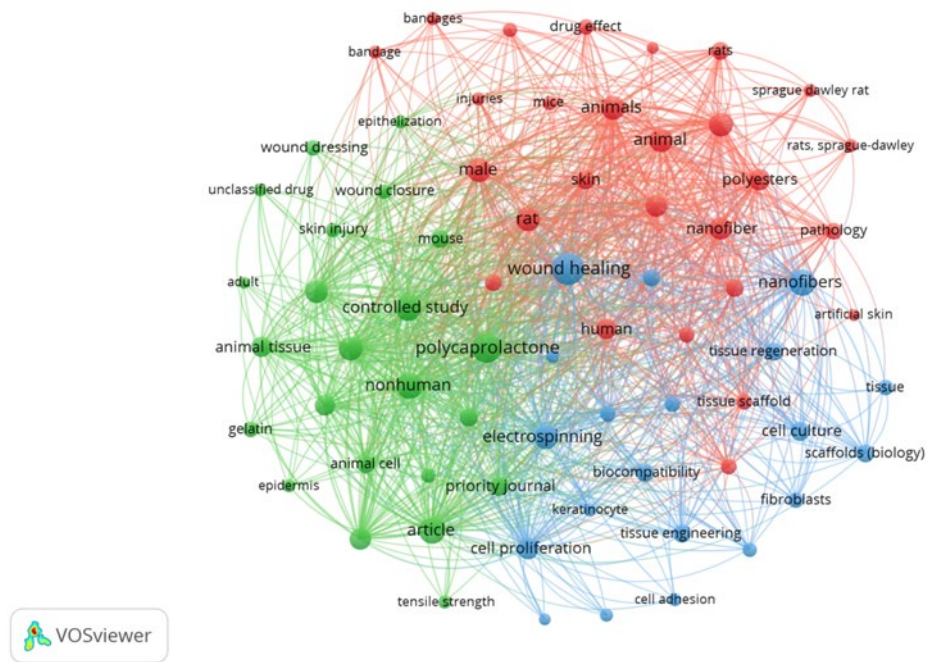 bandages
drug effect
bandage
rats
sprague dawley rat
injuries
mice
animals
epithelization
animal
rats, sprague-dawley
wound dressing
male
skin
polyesters
unclassified drug
wound closure
rat
nanofiber
pathology
skin injury
mouse
wound healing
adult
nanofibers
controlled study
artificial skin
human
animal tissue
polycaprolactone
tissue regeneration
nonhuman
tissue
tissue scaffold
gelatin
electrospinning
cell culture
scaffolds (biology)
animal cell
biocompatibility
epidermis
priority journal
fibroblasts
keratinocyte
article
tissue engineering
cell proliferation
tensile strength
cell adhesion
VOSviewer